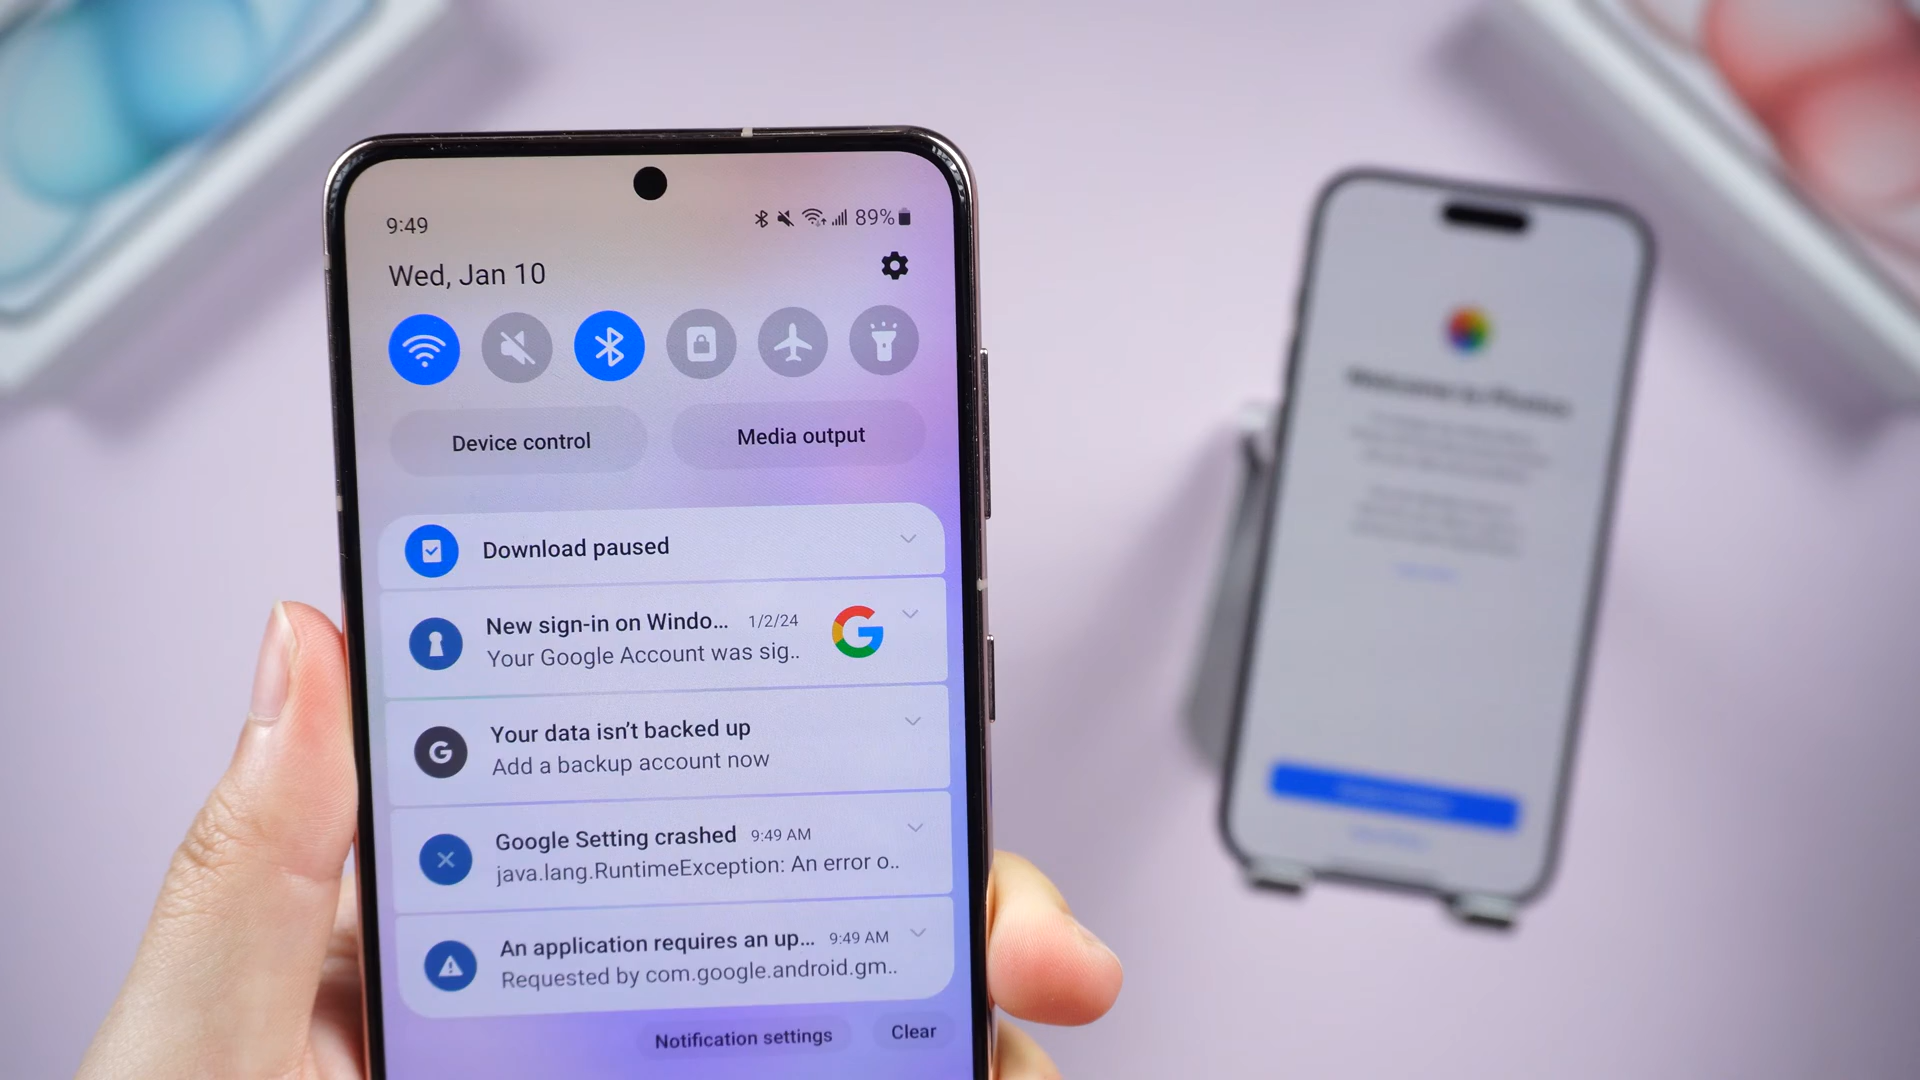 9:49
89%
Wed, Jan 10
Device control
Media output
Download paused
New sign-in on Windo... 1/2/24
Your Google Account was sig..
Your data isn't backed up
Add a backup account now
Google Setting crashed 9:49 AM
java.lang.RuntimeException: An error o..
An application requires an up... 9:49 AM
Requested by com.google.android.gm..
Notification settings
Clear
Welcome to Photos